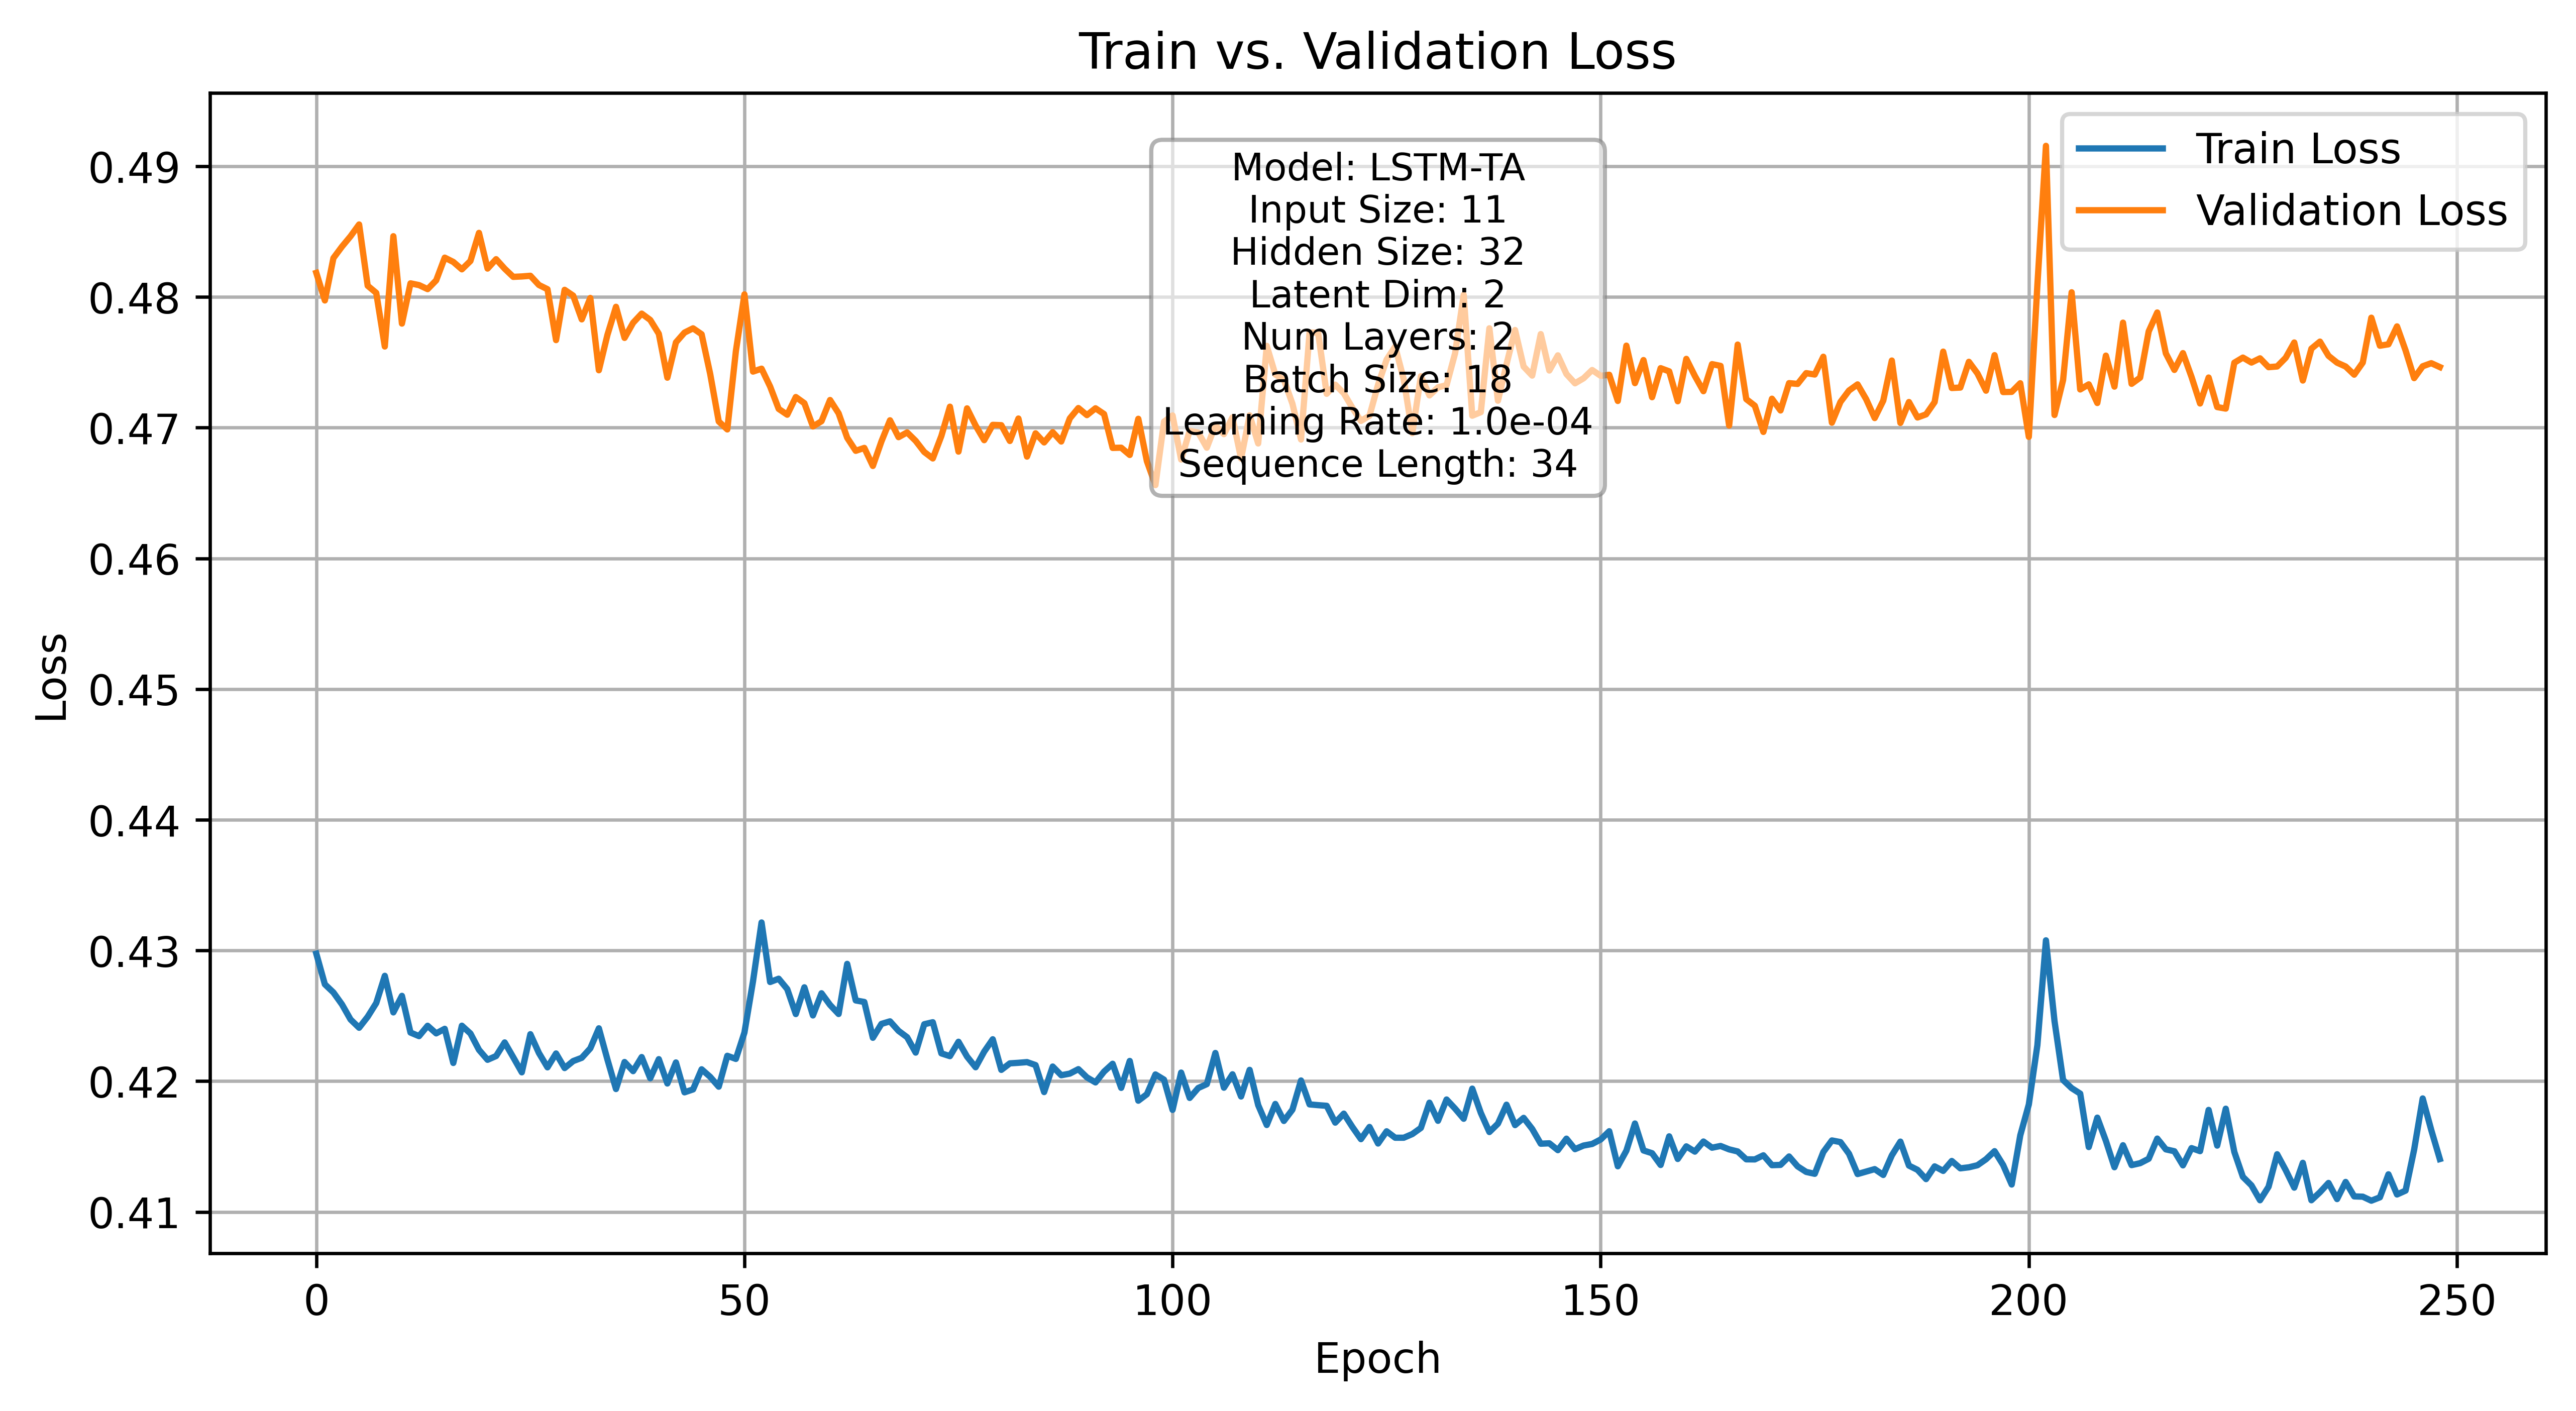 Train vs. Validation Loss
Train Loss
Validation Loss
Model: LSTM-TA
Input Size: 11
Hidden Size: 32
Latent Dim: 2
Num Layers: 2
Batch Size: 18
Learning Rate: 1.0e-04
Sequence Length: 34
Loss
0.49
0.48
0.47
0.46
0.45
0.44
0.43
0.42
0.41
0 50 100 150 200 250
Epoch